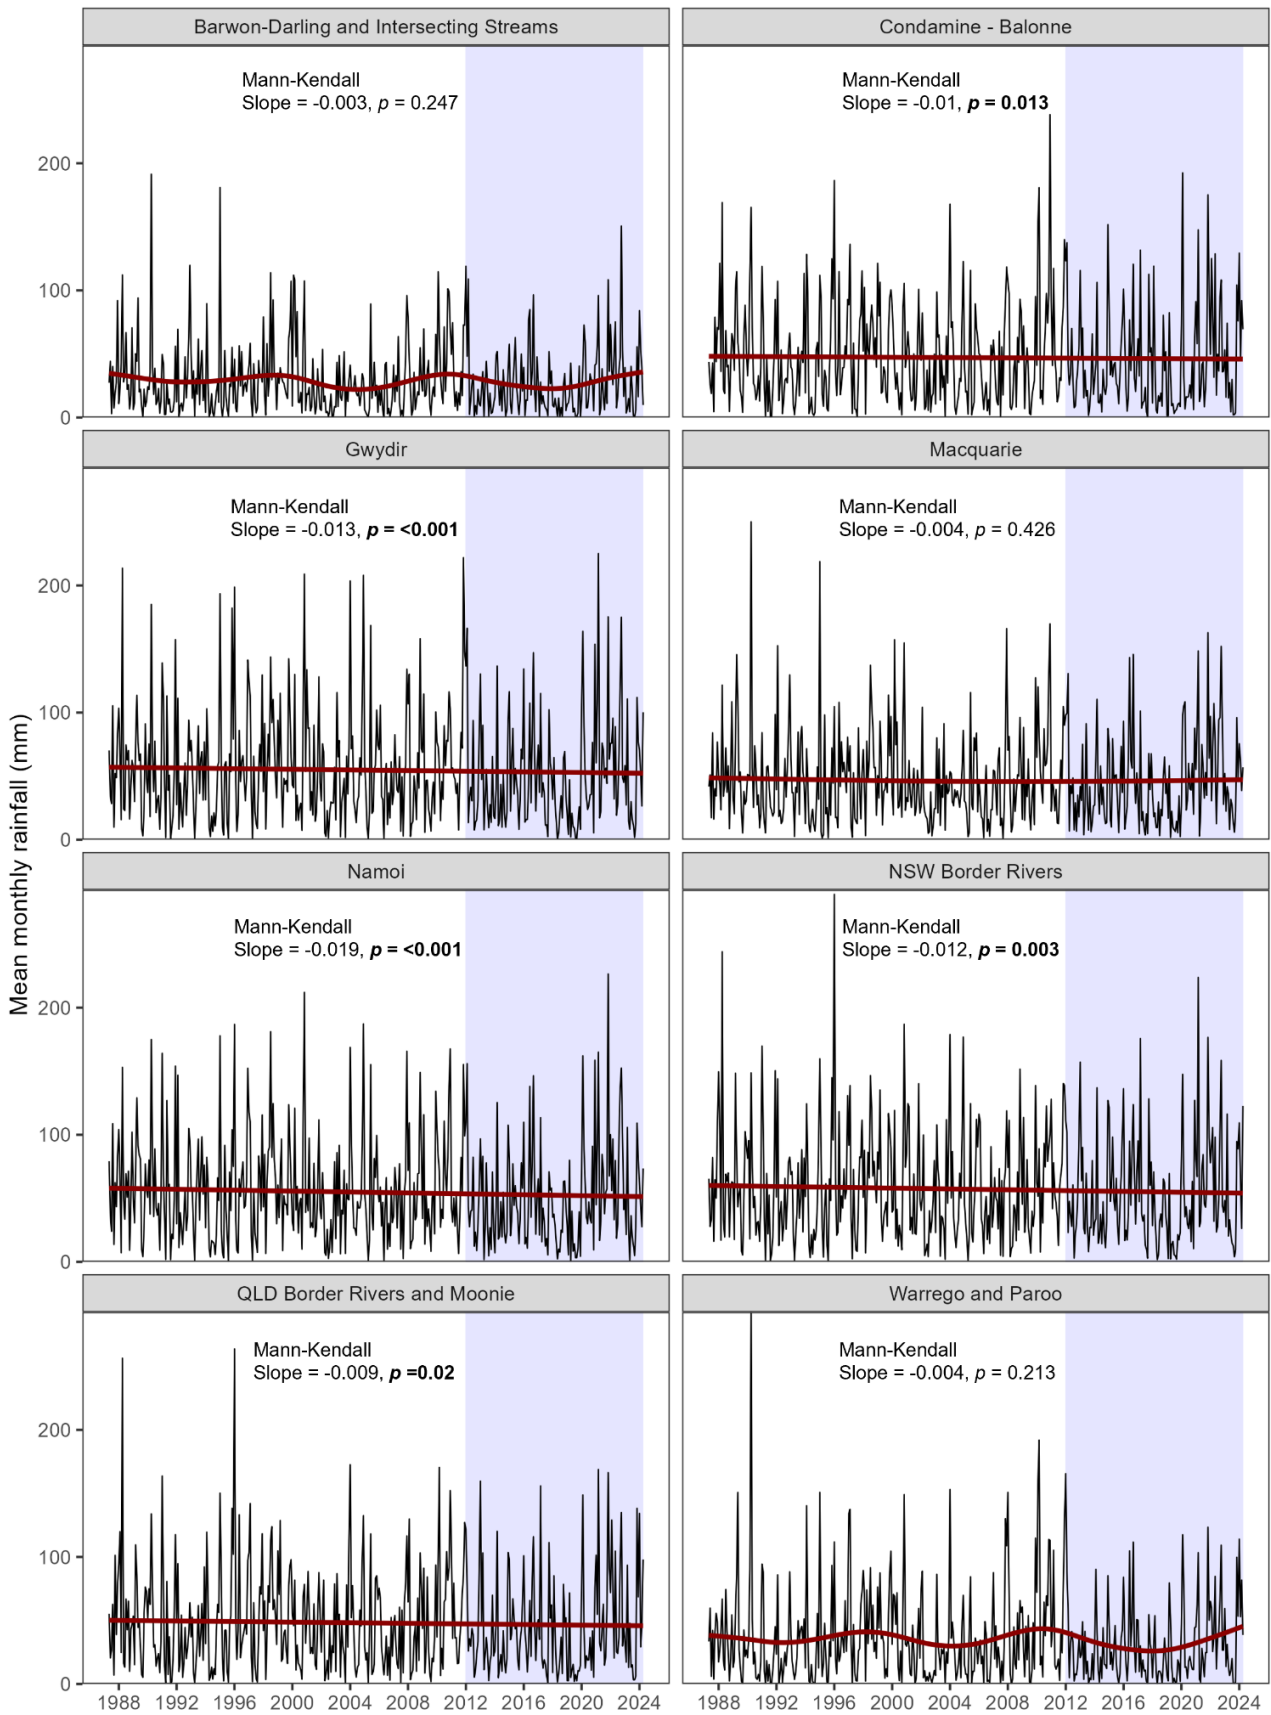 Barwon-Darling and Intersecting Streams
Condamine - Balonne
Mann-Kendall
Slope = -0.003, p = 0.247
Mann-Kendall
Slope = -0.01, p = 0.013
200
100
0
Gwydir
Macquarie
Mann-Kendall
Slope = -0.013, p = <0.001
Mann-Kendall
Slope = -0.004, p = 0.426
200
100
0
Mean monthly rainfall (mm)
Namoi
NSW Border Rivers
Mann-Kendall
Slope = -0.019, p = <0.001
Mann-Kendall
Slope = -0.012, p = 0.003
200
100
0
QLD Border Rivers and Moonie
Warrego and Paroo
Mann-Kendall
Slope = -0.009, p =0.02
Mann-Kendall
Slope = -0.004, p = 0.213
200
100
0
1988 1992 1996 2000 2004 2008 2012 2016 2020 2024
1988 1992 1996 2000 2004 2008 2012 2016 2020 2024